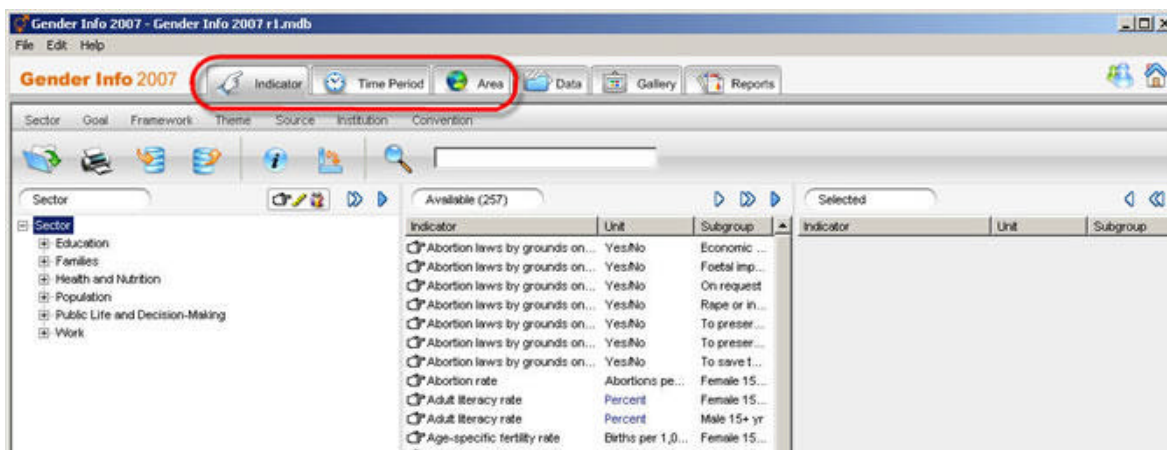 Gender Info 2007 - Gender Info 2007 r1.mdb
File Edit Help
Gender Info 2007 Indicator Time Period Area Data Gallery Reports
Sector Goal Framework Theme Source Institution Convention
Sector Available (257) Selected
Sector Indicator Unit Subgroup Indicator Unit Subgroup
Education Abortion laws by grounds on... Yes/No Economic ...
Families Abortion laws by grounds on... Yes/No Foetal imp...
Health and Nutrition Abortion laws by grounds on... Yes/No On request
Population Abortion laws by grounds on... Yes/No Rape or in...
Public Life and Decision-Making Abortion laws by grounds on... Yes/No To preser...
Work Abortion laws by grounds on... Yes/No To preser...
Abortion laws by grounds on... Yes/No To save t...
Abortion rate Abortions pe... Female 15...
Adult literacy rate Percent Female 15...
Adult literacy rate Percent Male 15+ yr
Age-specific fertility rate Births per 1,0... Female 15...